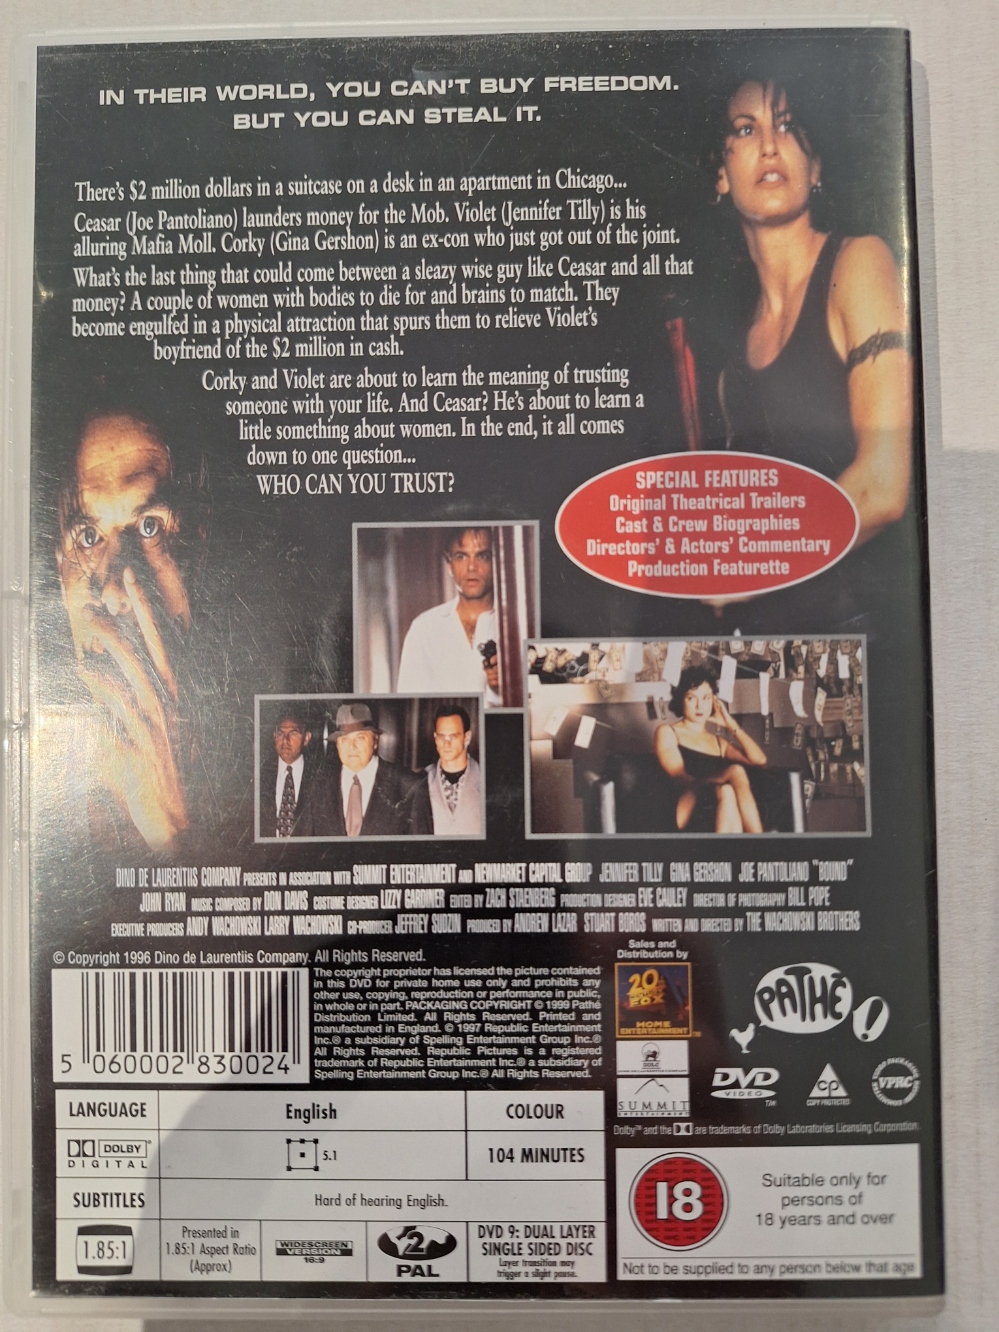 IN THEIR WORLD, YOU CAN'T BUY FREEDOM.
BUT YOU CAN STEAL IT.
There's $2 million dollars in a suitcase on a desk in an apartment in Chicago...
Ceasar (Joe Pantoliano) launders money for the Mob. Violet (Jennifer Tilly) is his
alluring Mafia Moll. Corky (Gina Gershon) is an ex-con who just got out of the joint.
What's the last thing that could come between a sleazy wise guy like Ceasar and all that
money? A couple of women with bodies to die for and brains to match. They
become engulfed in a physical attraction that spurs them to relieve Violet's
boyfriend of the $2 million in cash.
Corky and Violet are about to learn the meaning of trusting
someone with your life. And Ceasar? He's about to learn a
little something about women. In the end, it all comes
down to one question...
WHO CAN YOU TRUST?
SPECIAL FEATURES
Original Theatrical Trailers
Cast & Crew Biographies
Directors' & Actors' Commentary
Production Featurette
DINO DE LAURENTIIS COMPANY PRESENTS IN ASSOCIATION WITH SUMMIT ENTERTAINMENT AND NEWMARKET CAPITAL GROUP JENNIFER TILLY GINA GERSHON JOE PANTOLIANO "BOUND"
JOHN RYAN MUSIC COMPOSED BY DON DAVIS COSTUME DESIGNER LIZZY GARDINER EDITED BY ZACH STAENBERG PRODUCTION DESIGNER EVE CAULEY DIRECTOR OF PHOTOGRAPHY BILL POPE
EXECUTIVE PRODUCERS ANDY WACHOWSKI LARRY WACHOWSKI CO-PRODUCER JEFFREY SUDZIN PRODUCED BY ANDREW LAZAR STUART BOROS WRITTEN AND DIRECTED BY THE WACHOWSKI BROTHERS
© Copyright 1996 Dino de Laurentiis Company. All Rights Reserved.
The copyright proprietor has licensed the picture contained
in this DVD for private home use only and prohibits any
other use, copying, reproduction or performance in public,
in whole or in part. PACKAGING COPYRIGHT © 1999 Pathé
Distribution Limited. All Rights Reserved. Printed and
manufactured in England. © 1997 Republic Entertainment
Inc.® a subsidiary of Spelling Entertainment Group Inc.®
All Rights Reserved. Republic Pictures is a registered
trademark of Republic Entertainment Inc.® a subsidiary of
Spelling Entertainment Group Inc.® All Rights Reserved.
5 060002 830024
Sales and
Distribution by
20
FOX
HOME
ENTERTAINMENT
TM
PATHÉ!
SUMMIT
ENTERTAINMENT
DVD
VIDEO
TM
CP
COPY PROTECTED
VPRC
Dolby™ and the DD are trademarks of Dolby Laboratories Licensing Corporation.
LANGUAGE
English
COLOUR
DOLBY
DIGITAL
5.1
104 MINUTES
SUBTITLES
Hard of hearing English.
1.85:1
Presented in
1.85:1 Aspect Ratio
(Approx)
WIDESCREEN
VERSION
16:9
2
PAL
DVD 9: DUAL LAYER
SINGLE SIDED DISC
Layer transition may
trigger a slight pause.
18
Suitable only for
persons of
18 years and over
Not to be supplied to any person below that age